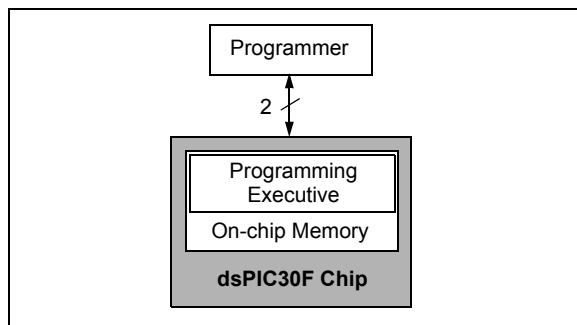 Programmer
2
Programming
Executive
On-chip Memory
dsPIC30F Chip